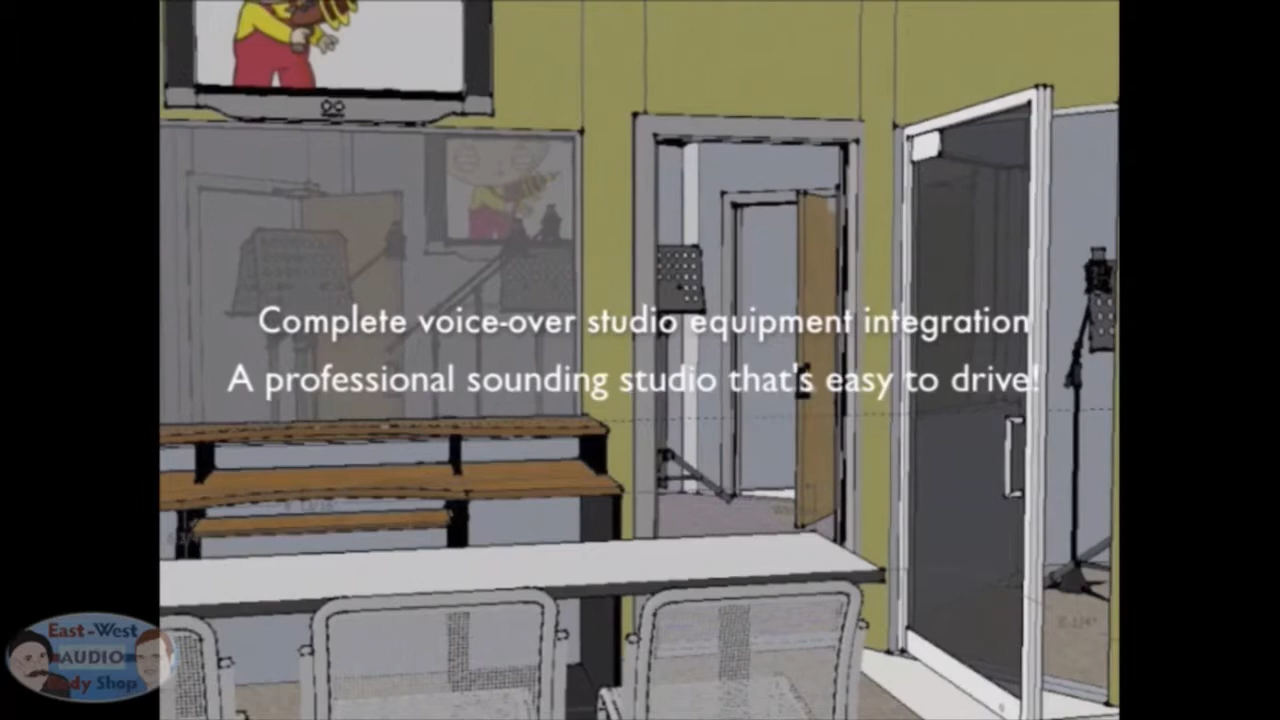 Complete voice-over studio equipment integration
A professional sounding studio that's easy to drive!
East-West
AUDIO
Body Shop